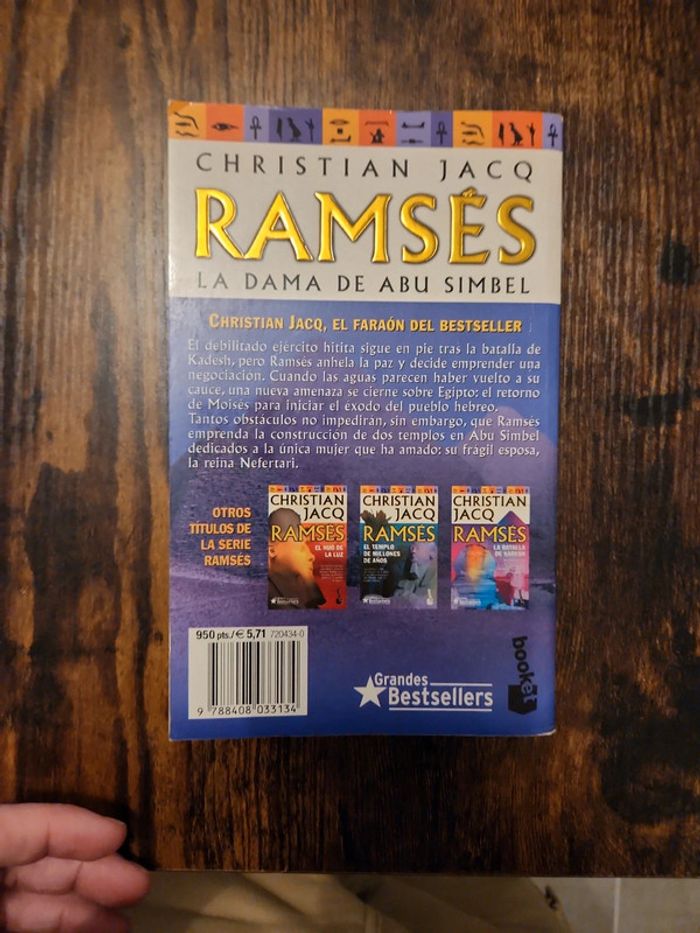 CHRISTIAN JACQ
RAMSÉS
LA DAMA DE ABU SIMBEL
CHRISTIAN JACQ, EL FARAÓN DEL BESTSELLER
El debilitado ejército hitita sigue en pie tras la batalla de
Kadesh, pero Ramsés anhela la paz y decide emprender una
negociación. Cuando las aguas parecen haber vuelto a su
cauce, una nueva amenaza se cierne sobre Egipto: el retorno
de Moisés para iniciar el éxodo del pueblo hebreo.
Tantos obstáculos no impedirán, sin embargo, que Ramsés
emprenda la construcción de dos templos en Abu Simbel
dedicados a la única mujer que ha amado: su frágil esposa,
la reina Nefertari.
OTROS
TÍTULOS DE
LA SERIE
RAMSÉS
CHRISTIAN
JACQ
RAMSÉS
EL HIJO DE
LA LUZ
CHRISTIAN
JACQ
RAMSÉS
EL TEMPLO
DE MILLONES
DE AÑOS
CHRISTIAN
JACQ
RAMSÉS
LA BATALLA
DE KADESH
950 pts./€ 5,71 720434-0
9 788408 033134
Grandes
Bestsellers
booket